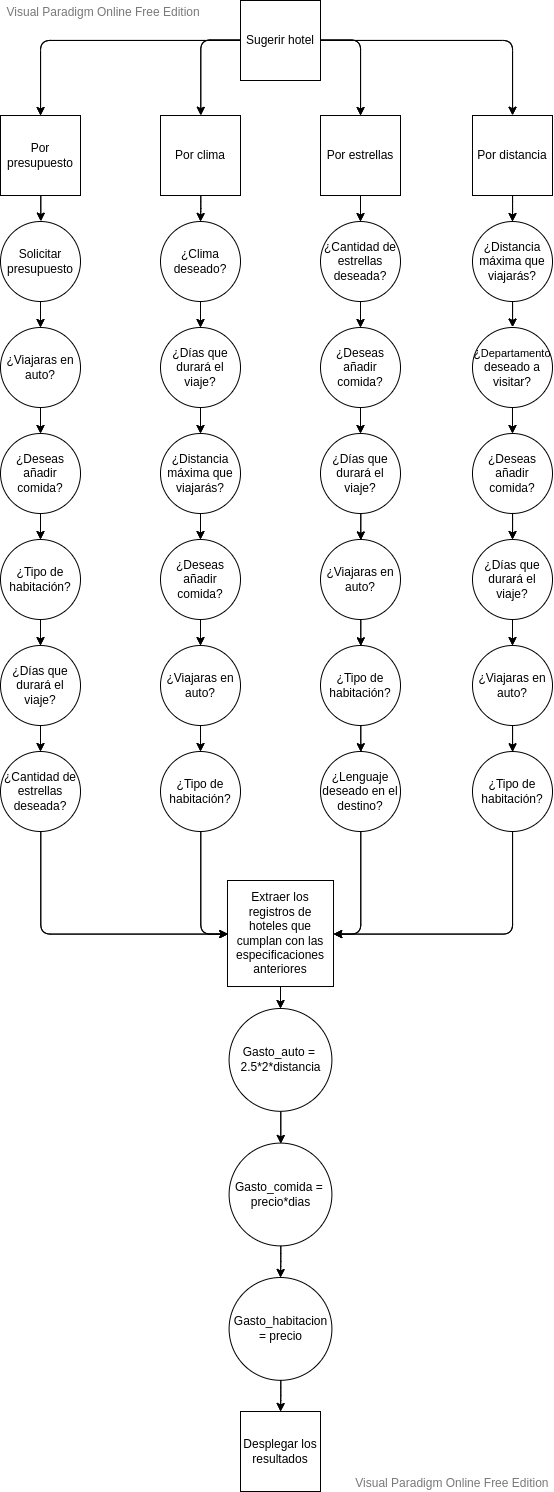 Visual Paradigm Online Free Edition
Sugerir hotel
Por
presupuesto
Por clima
Por estrellas
Por distancia
Solicitar
presupuesto
¿Viajaras en
auto?
¿Deseas
añadir
comida?
¿Tipo de
habitación?
¿Días que
durará el
viaje?
¿Cantidad de
estrellas
deseada?
¿Clima
deseado?
¿Días que
durará el
viaje?
¿Distancia
máxima que
viajarás?
¿Deseas
añadir
comida?
¿Viajaras en
auto?
¿Tipo de
habitación?
¿Cantidad de
estrellas
deseada?
¿Deseas
añadir
comida?
¿Días que
durará el
viaje?
¿Viajaras en
auto?
¿Tipo de
habitación?
¿Lenguaje
deseado en el
destino?
¿Distancia
máxima que
viajarás?
¿Departamento
deseado a
visitar?
¿Deseas
añadir
comida?
¿Días que
durará el
viaje?
¿Viajaras en
auto?
¿Tipo de
habitación?
Extraer los
registros de
hoteles que
cumplan con las
especificaciones
anteriores
Gasto_auto =
2.5*2*distancia
Gasto_comida =
precio*dias
Gasto_habitacion
= precio
Desplegar los
resultados
Visual Paradigm Online Free Edition